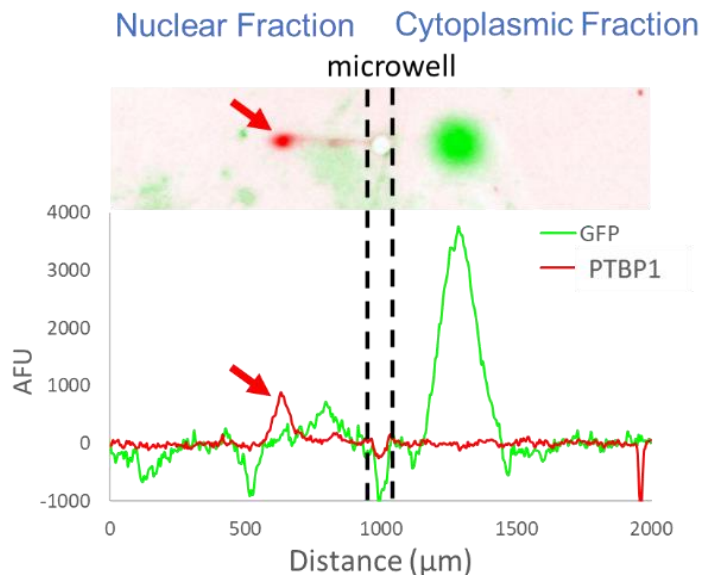 Nuclear Fraction Cytoplasmic Fraction
microwell
4000
3000
2000
1000
0
-1000
AFU
GFP
PTBP1
0 500 1000 1500 2000
Distance (μm)